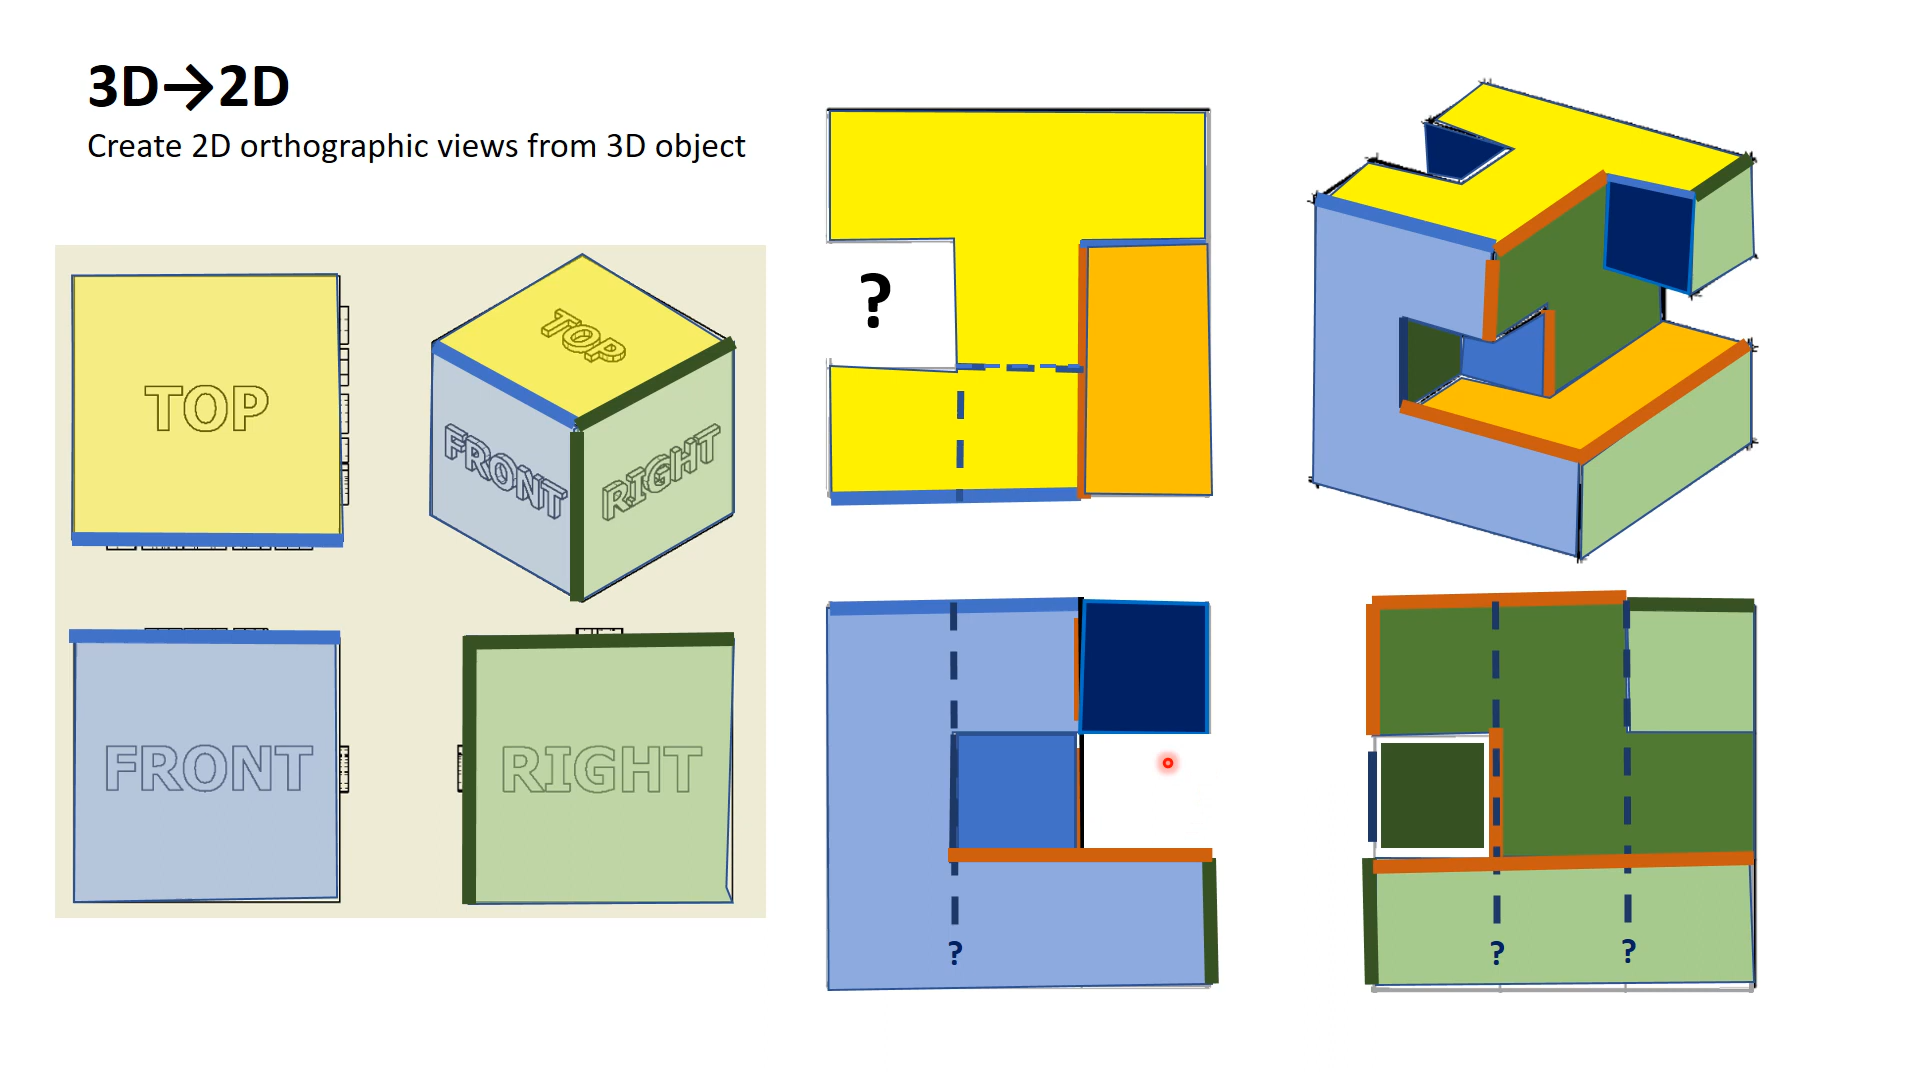 3D→2D
Create 2D orthographic views from 3D object
TOP
TOP
FRONT
RIGHT
FRONT
RIGHT
?
?
?
?